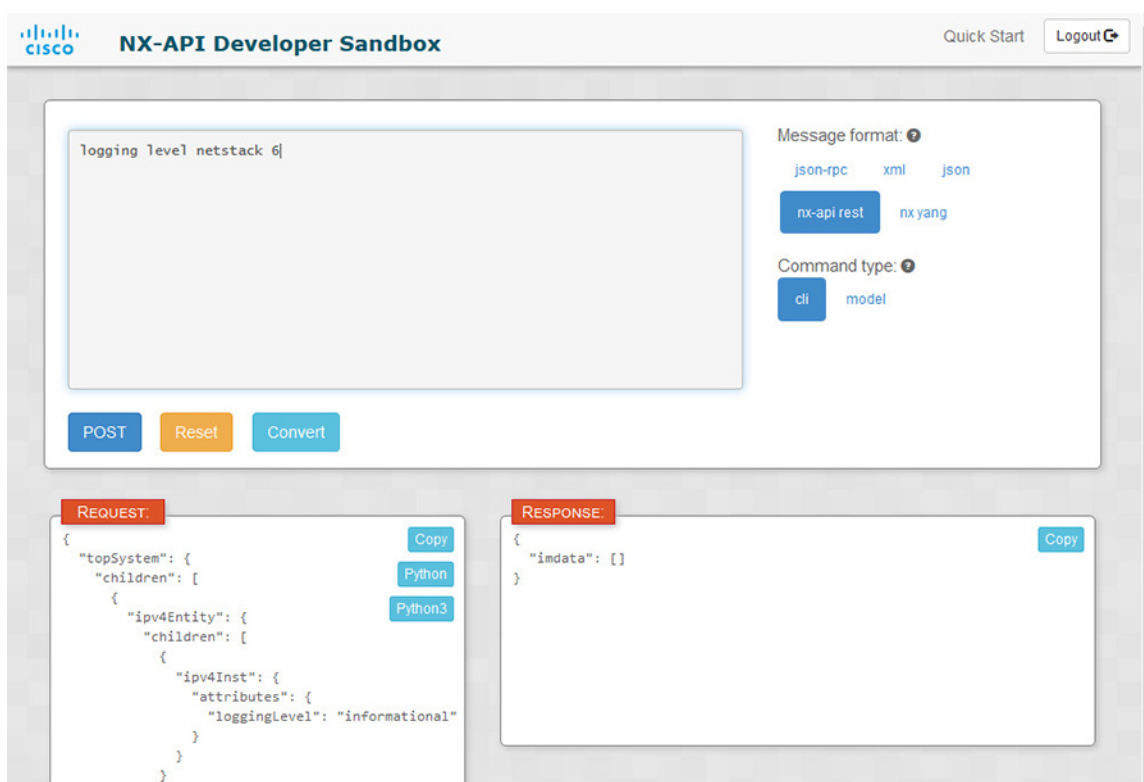 CISCO NX-API Developer Sandbox Quick Start Logout
logging level netstack 6
Message format:
json-rpc xml json
nx-api rest nx yang
Command type:
cli model
POST Reset Convert
REQUEST:
Copy
Python
Python3
{
"topSystem": {
"children": [
{
"ipv4Entity": {
"children": [
{
"ipv4Inst": {
"attributes": {
"loggingLevel": "informational"
}
}
}
RESPONSE:
Copy
{
"imdata": []
}